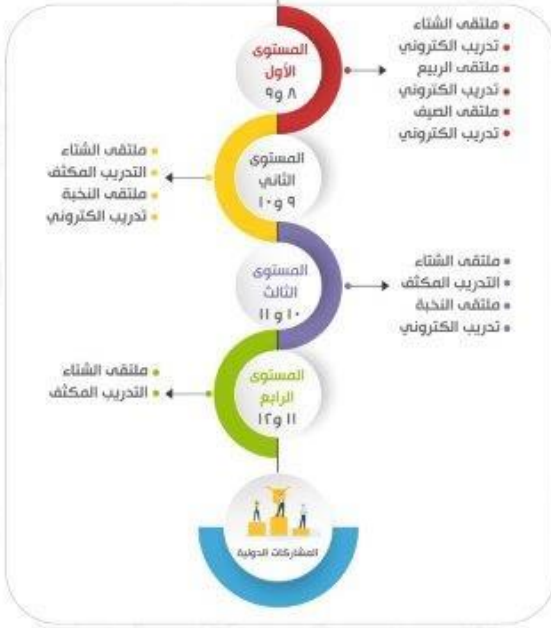 المستوى
الأول
٨ و٩
ملتقى الشتاء
تدريب الكتروني
ملتقى الربيع
تدريب الكتروني
ملتقى الصيف
تدريب الكتروني
المستوى
الثاني
٩ و١٠
ملتقى الشتاء
التدريب المكثف
ملتقى النخبة
تدريب الكتروني
المستوى
الثالث
١٠ و١١
ملتقى الشتاء
التدريب المكثف
ملتقى النخبة
تدريب الكتروني
المستوى
الرابع
١١ و١٢
ملتقى الشتاء
التدريب المكثف
المشاركات الدولية